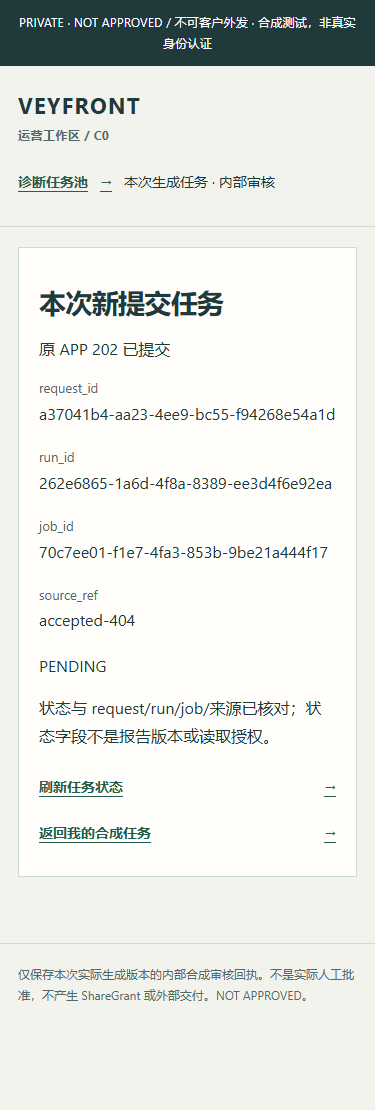 PRIVATE · NOT APPROVED / 不可客户外发 · 合成测试，非真实
身份认证
VEYFRONT
运营工作区 / C0
诊断任务池 → 本次生成任务 · 内部审核
本次新提交任务
原 APP 202 已提交
request_id
a37041b4-aa23-4ee9-bc55-f94268e54a1d
run_id
262e6865-1a6d-4f8a-8389-ee3d4f6e92ea
job_id
70c7ee01-f1e7-4fa3-853b-9be21a444f17
source_ref
accepted-404
PENDING
状态与 request/run/job/来源已核对；状
态字段不是报告版本或读取授权。
刷新任务状态 →
返回我的合成任务 →
仅保存本次实际生成版本的内部合成审核回执。不是实际人工批
准，不产生 ShareGrant 或外部交付。NOT APPROVED。